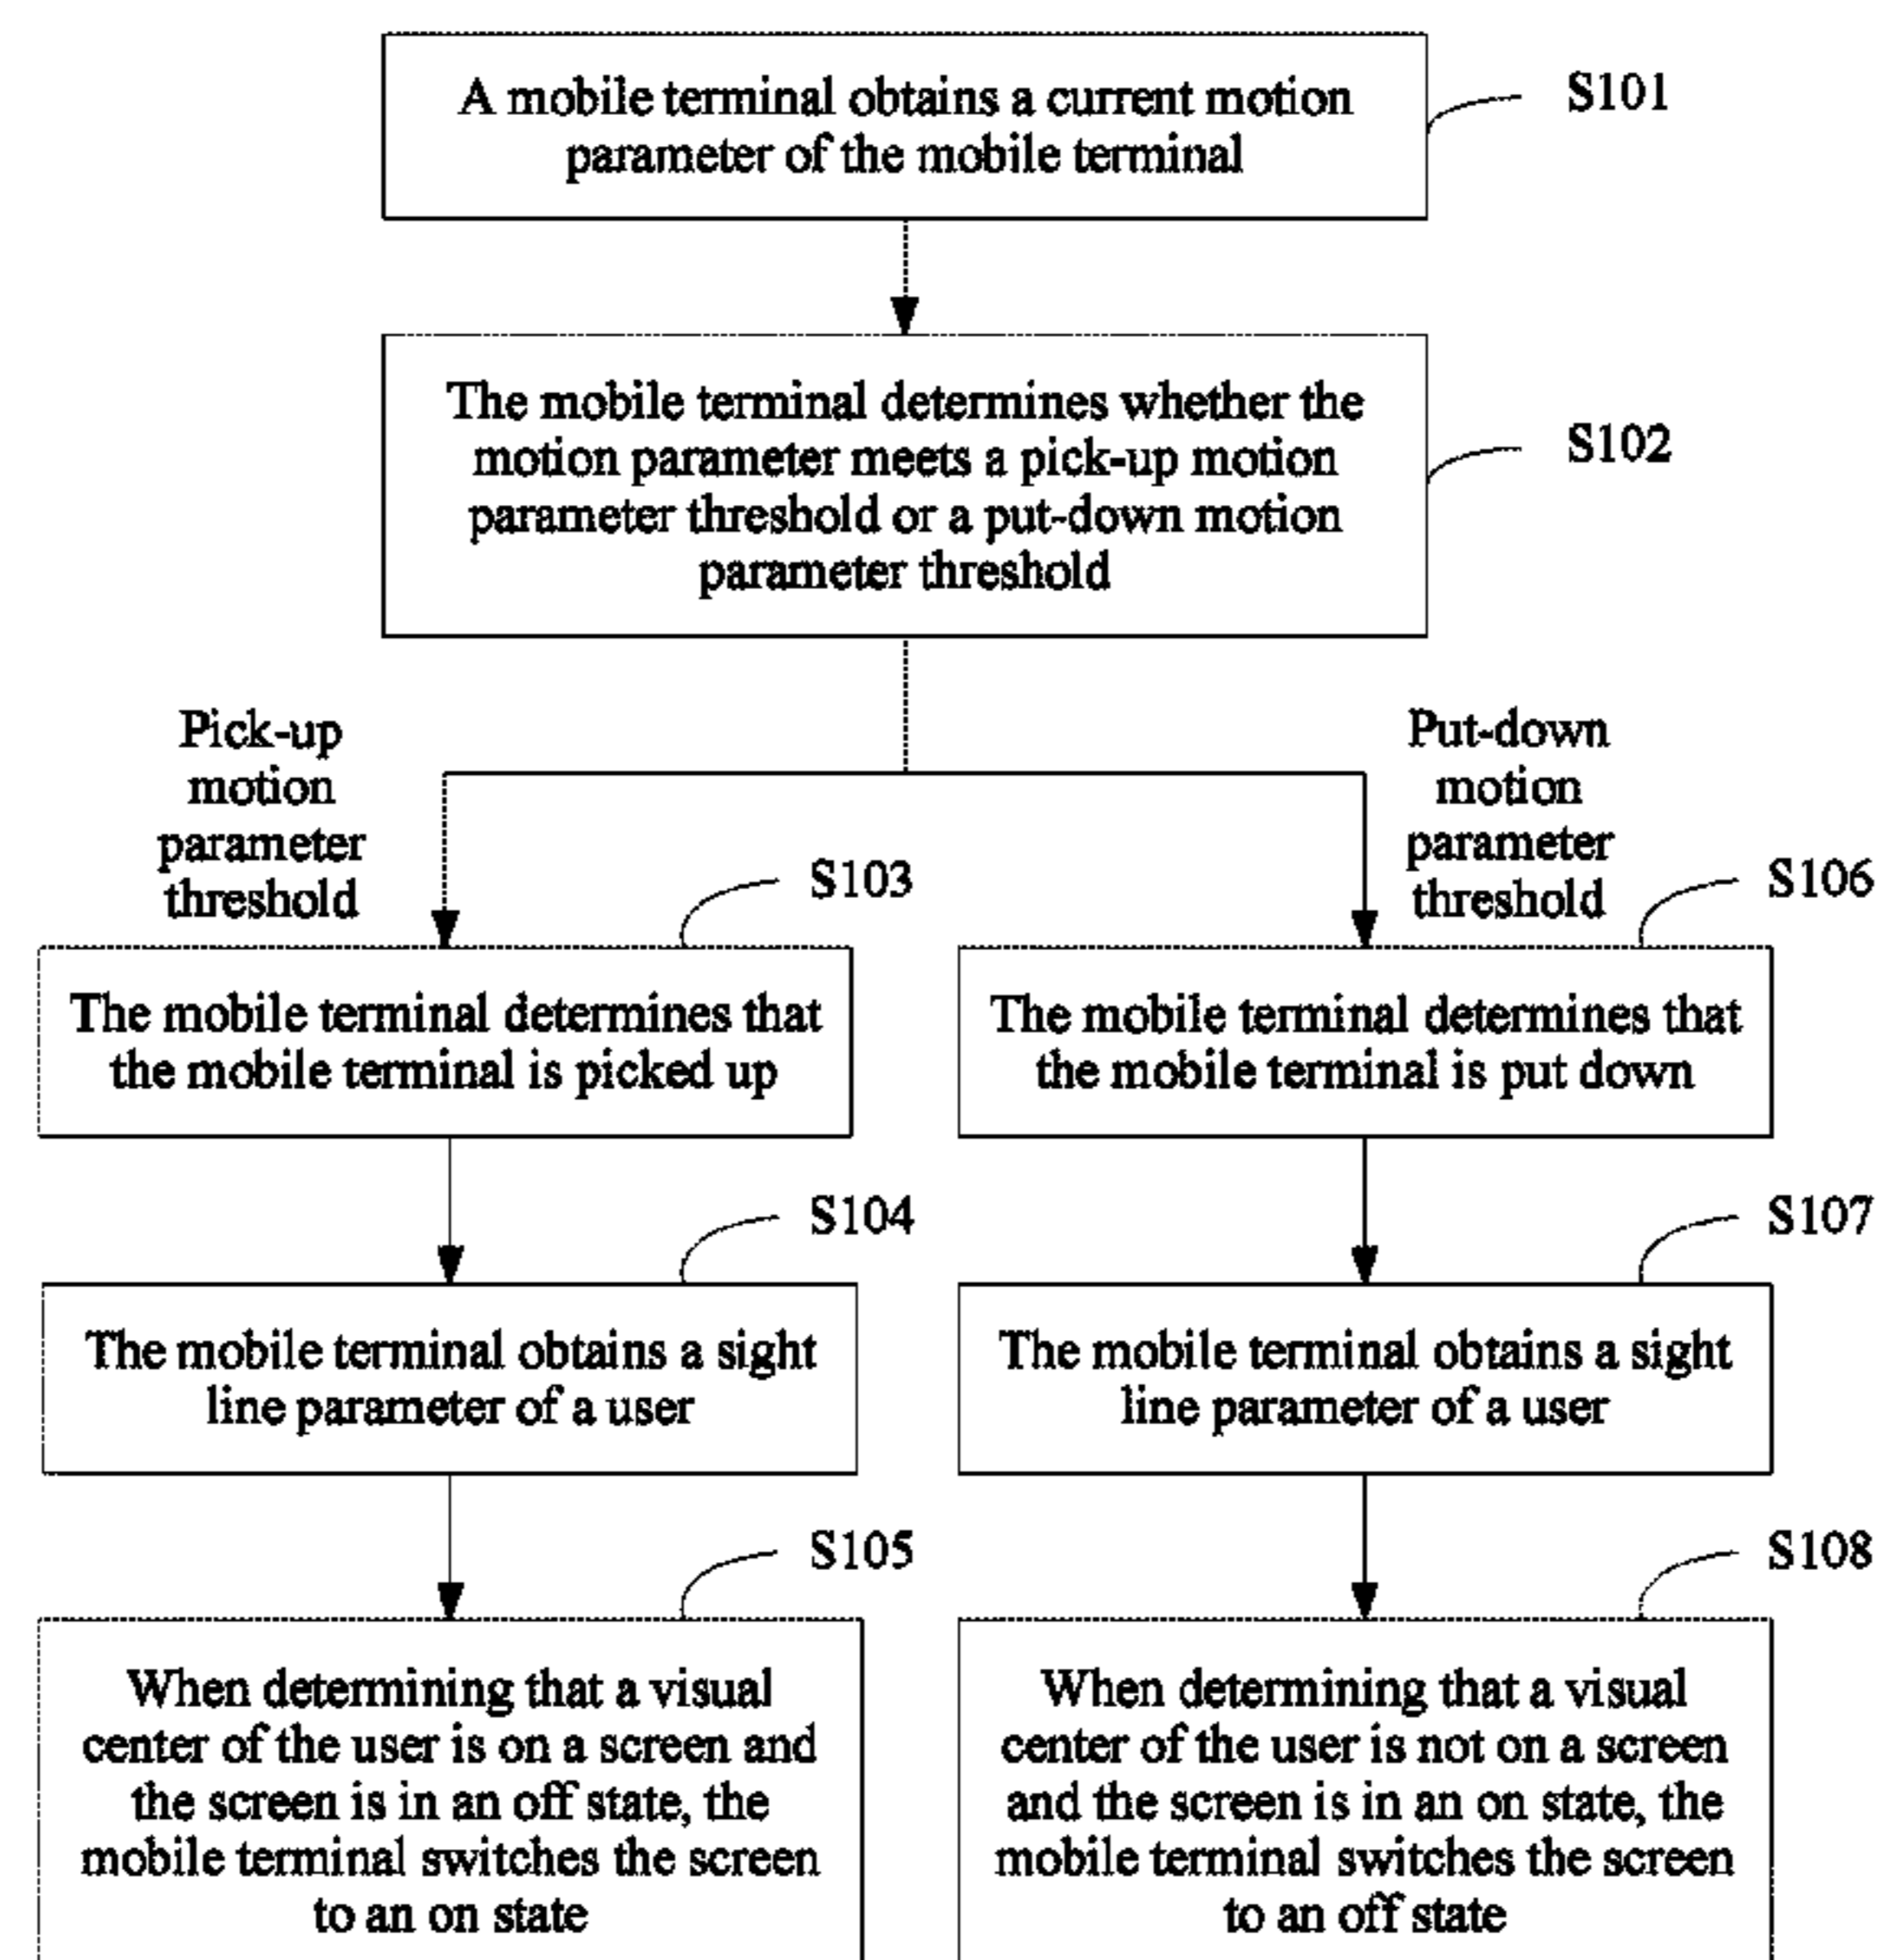 A mobile terminal obtains a current motion
parameter of the mobile terminal
S101
The mobile terminal determines whether the
motion parameter meets a pick-up motion
parameter threshold or a put-down motion
parameter threshold
S102
Pick-up
motion
parameter
threshold
Put-down
motion
parameter
threshold
S103
The mobile terminal determines that
the mobile terminal is picked up
S106
The mobile terminal determines that
the mobile terminal is put down
S104
The mobile terminal obtains a sight
line parameter of a user
S107
The mobile terminal obtains a sight
line parameter of a user
S105
When determining that a visual
center of the user is on a screen and
the screen is in an off state, the
mobile terminal switches the screen
to an on state
S108
When determining that a visual
center of the user is not on a screen
and the screen is in an on state, the
mobile terminal switches the screen
to an off state